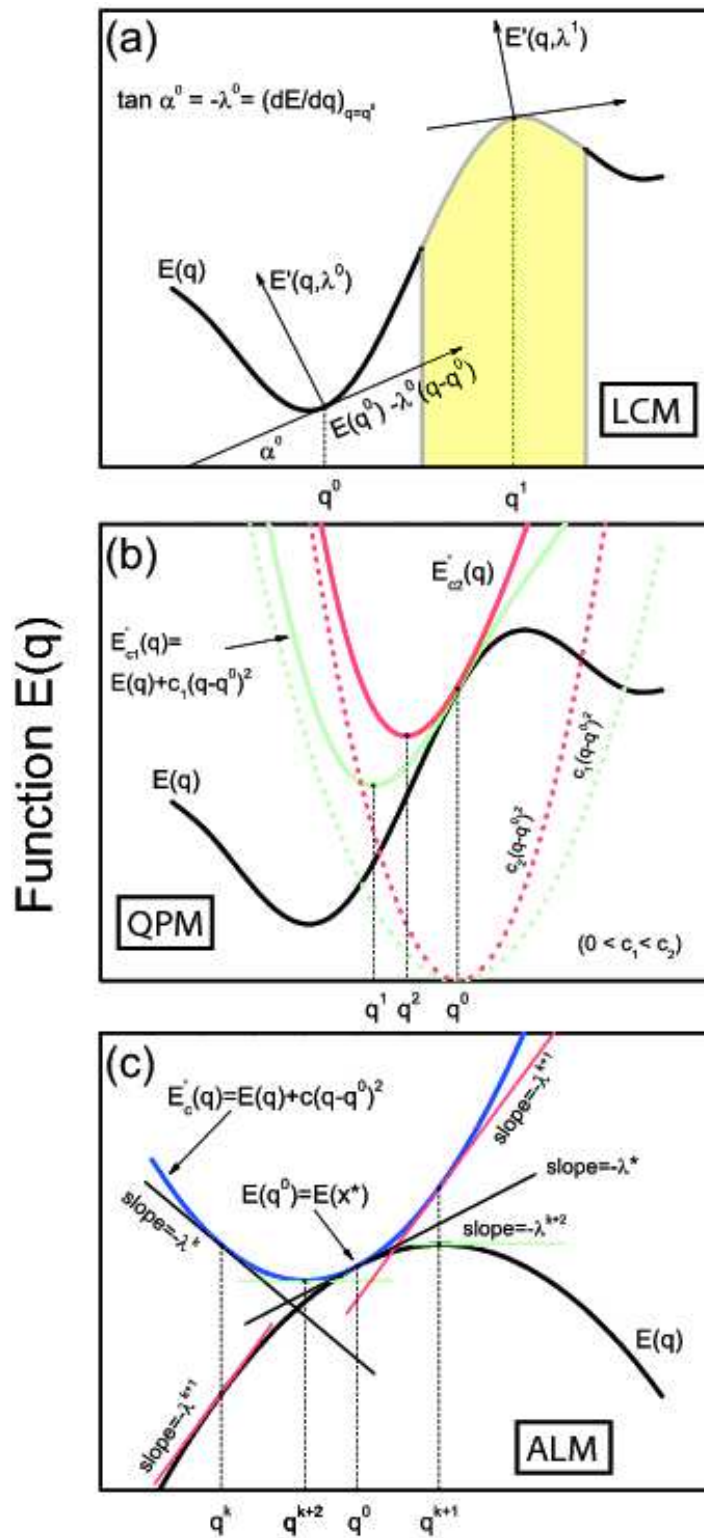 Function E(q)
(a)
tan α⁰ = -λ⁰= (dE/dq)q=q⁰
E'(q,λ¹)
E(q)
E'(q,λ⁰)
E(q⁰) -λ⁰(q-q⁰)
α⁰
LCM
q⁰
q¹
(b)
E'c2(q)
E'c1(q)=
E(q)+c₁(q-q⁰)²
E(q)
c₁(q-q⁰)²
c₂(q-q⁰)²
QPM
(0 < c₁ < c₂)
q¹
q²
q⁰
(c)
E'c(q)=E(q)+c(q-q⁰)²
slope=-λᵏ⁺¹
slope=-λ*
E(q⁰)=E(x*)
slope=-λᵏ
slope=-λᵏ⁺²
E(q)
slope=-λᵏ⁺¹
ALM
qᵏ
qᵏ⁺²
q⁰
qᵏ⁺¹